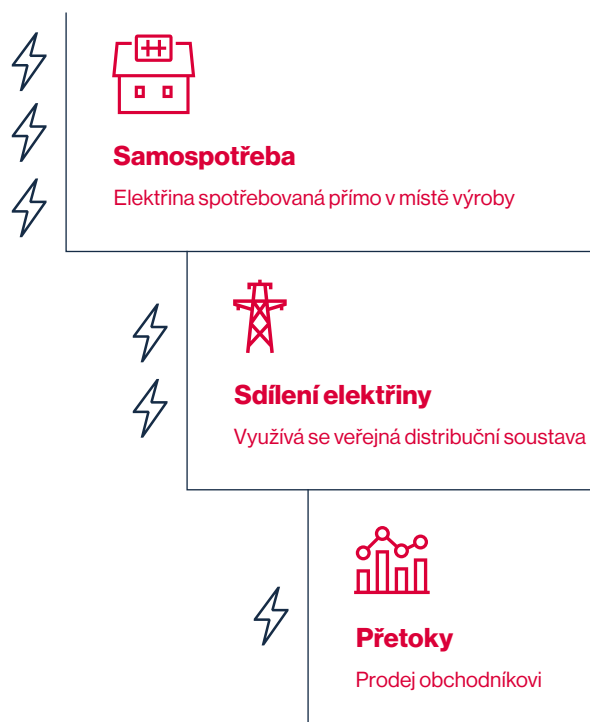 Samospotřeba
Elektřina spotřebovaná přímo v místě výroby
Sdílení elektřiny
Využívá se veřejná distribuční soustava
Přetoky
Prodej obchodníkovi